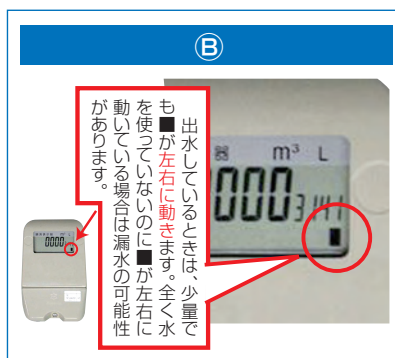 Ⓑ
出水しているときは、少量で
も■が左右に動きます。全く水
を使っていないのに■が左右に
動いている場合は漏水の可能性
があります。
m³ L